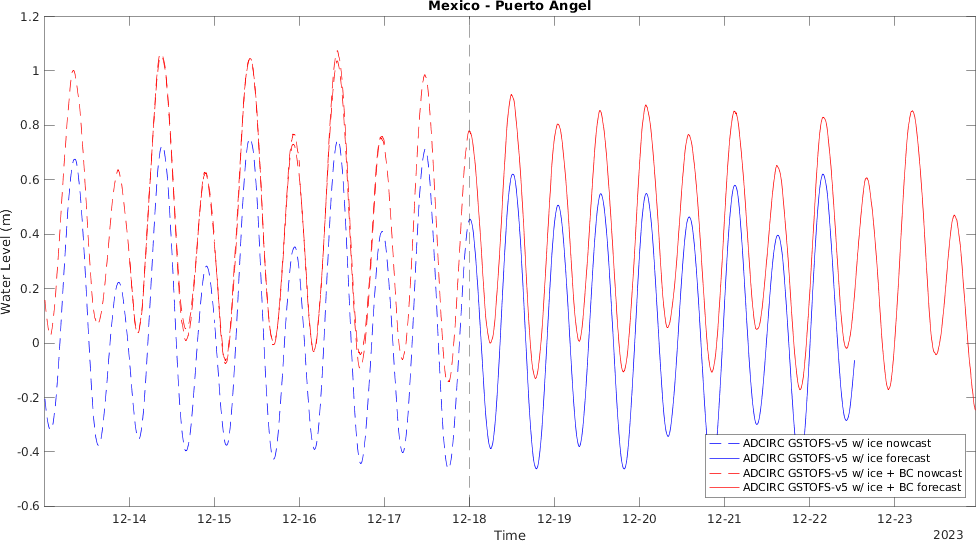 Mexico - Puerto Angel
1.2
1
0.8
0.6
0.4
0.2
0
-0.2
-0.4
-0.6
Water Level (m)
ADCIRC GSTOFS-v5 w/ ice nowcast
ADCIRC GSTOFS-v5 w/ ice forecast
ADCIRC GSTOFS-v5 w/ ice + BC nowcast
ADCIRC GSTOFS-v5 w/ ice + BC forecast
12-14 12-15 12-16 12-17 12-18 12-19 12-20 12-21 12-22 12-23
Time
2023